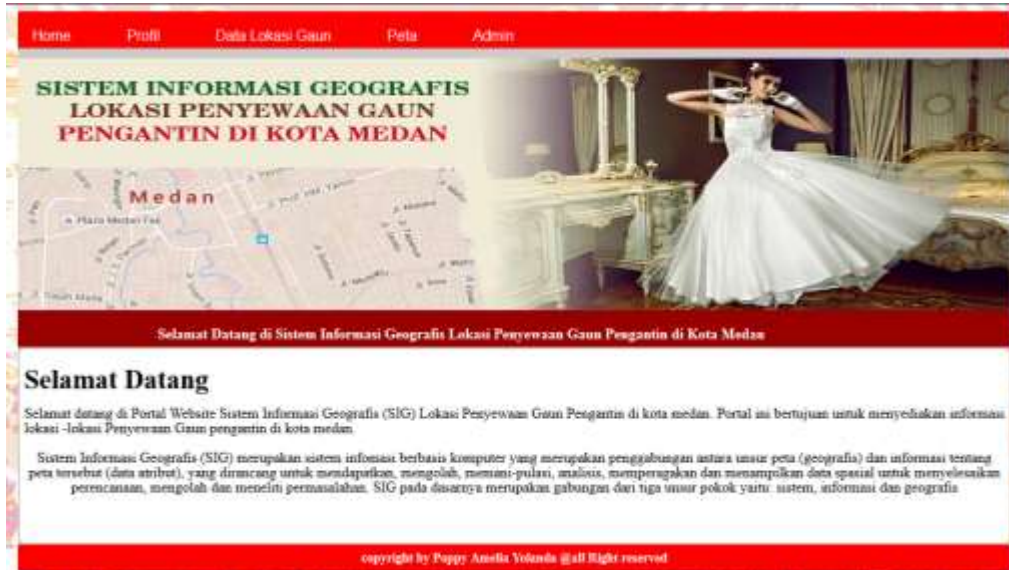 Home Profil Data Lokasi Gaun Peta Admin
SISTEM INFORMASI GEOGRAFIS
LOKASI PENYEWAAN GAUN
PENGANTIN DI KOTA MEDAN
Medan
Selamat Datang di Sistem Informasi Geografis Lokasi Penyewaan Gaun Pengantin di Kota Medan
Selamat Datang
Selamat datang di Portal Website Sistem Informasi Geografis (SIG) Lokasi Penyewaan Gaun Pengantin di kota medan. Portal ini bertujuan untuk menyediakan informasi
lokasi -lokasi Penyewaan Gaun pengantin di kota medan.
Sistem Informasi Geografis (SIG) merupakan sistem infomasi berbasis komputer yang merupakan penggabungan antara unsur peta (geografis) dan informasi tentang
peta tersebut (data atribut), yang dirancang untuk mendapatkan, mengolah, memani-pulasi, analisis, memperagakan dan menampilkan data spasial untuk menyelesaikan
perencanaan, mengolah dan meneliti permasalahan. SIG pada dasarnya merupakan gabungan dari tiga unsur pokok yaitu: sistem, informasi dan geografis
copyright by Poppy Amelia Yolanda @all Right reserved